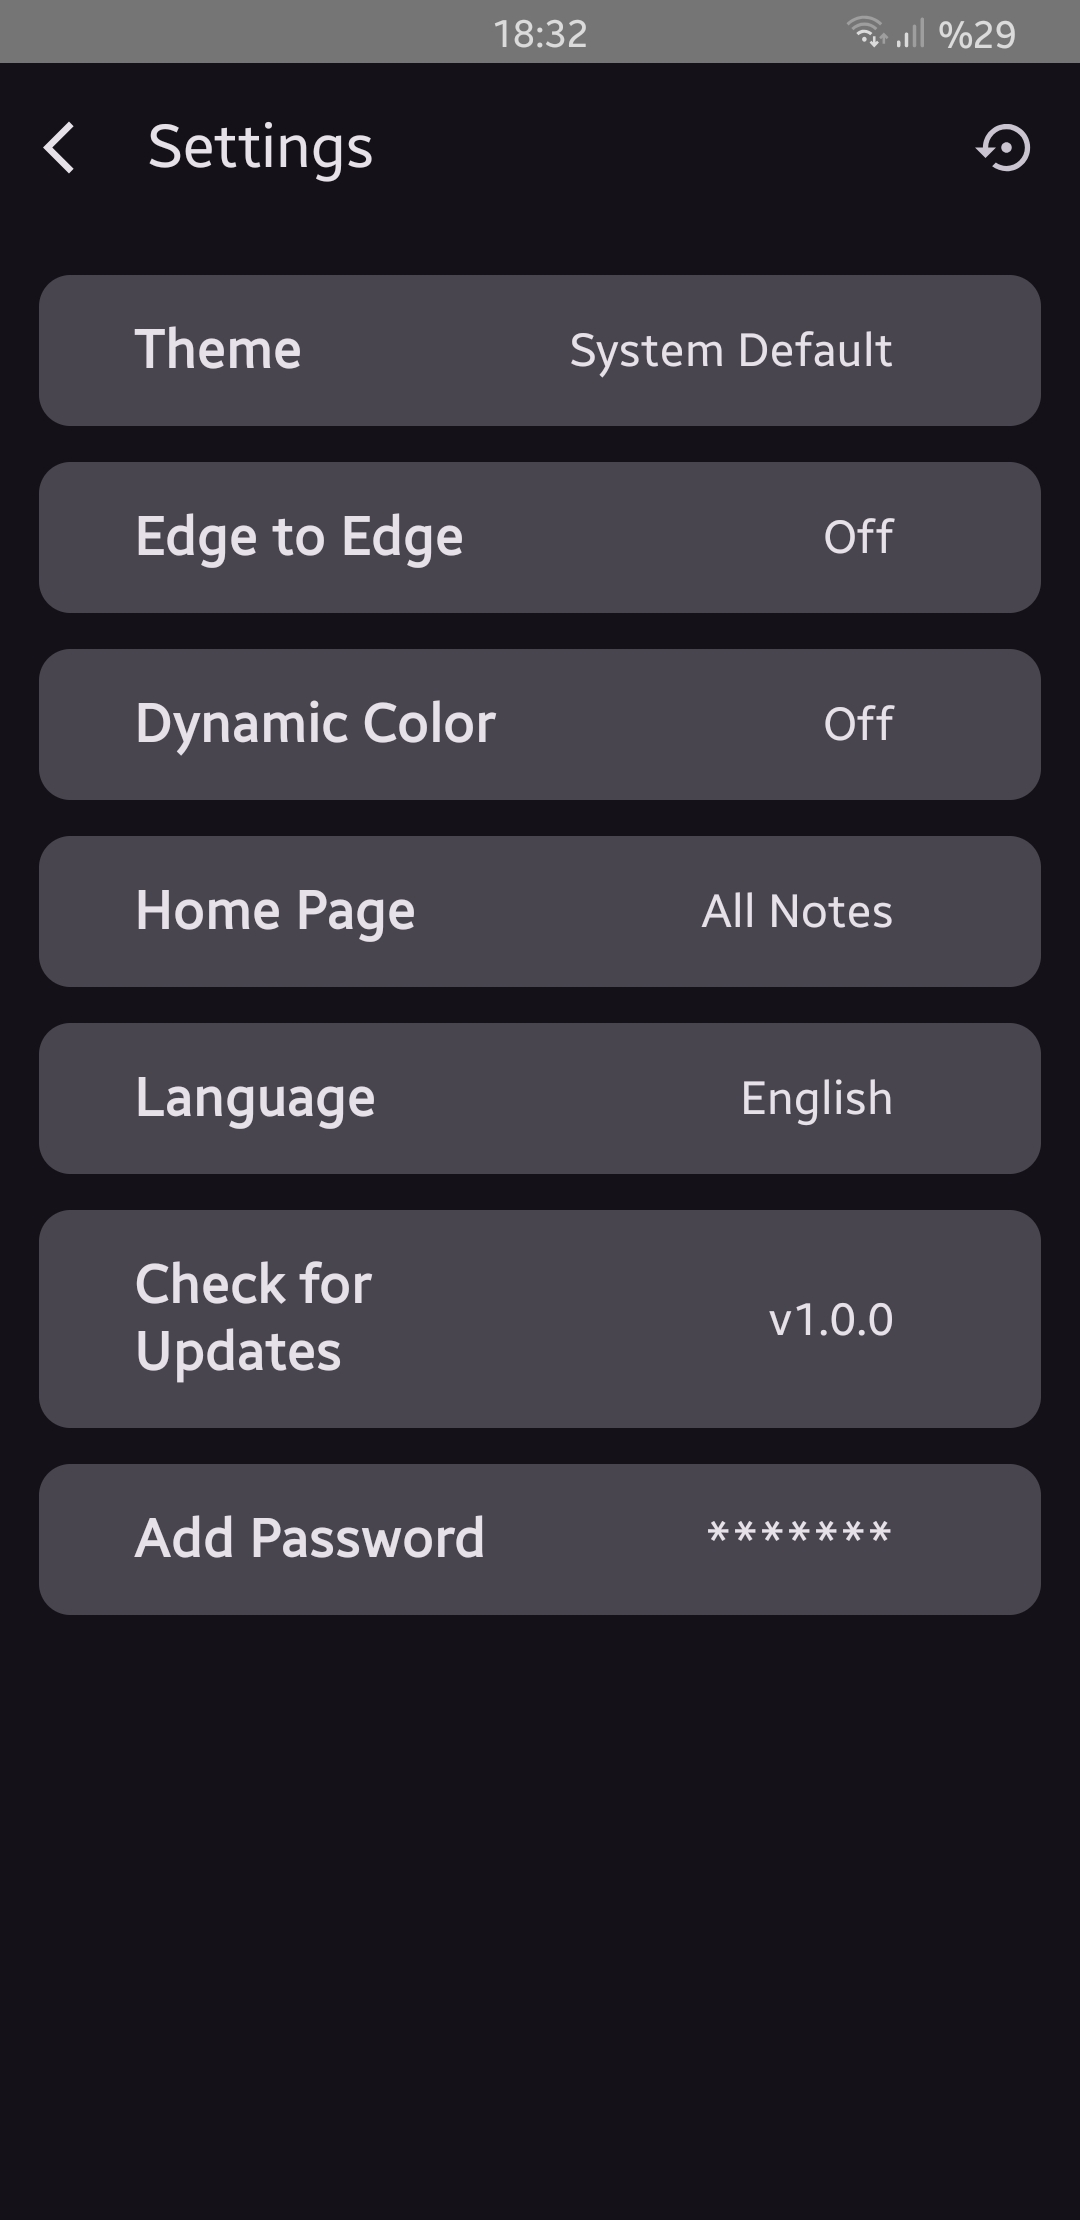 18:32 %29
Settings
Theme System Default
Edge to Edge Off
Dynamic Color Off
Home Page All Notes
Language English
Check for
Updates
v1.0.0
Add Password *******